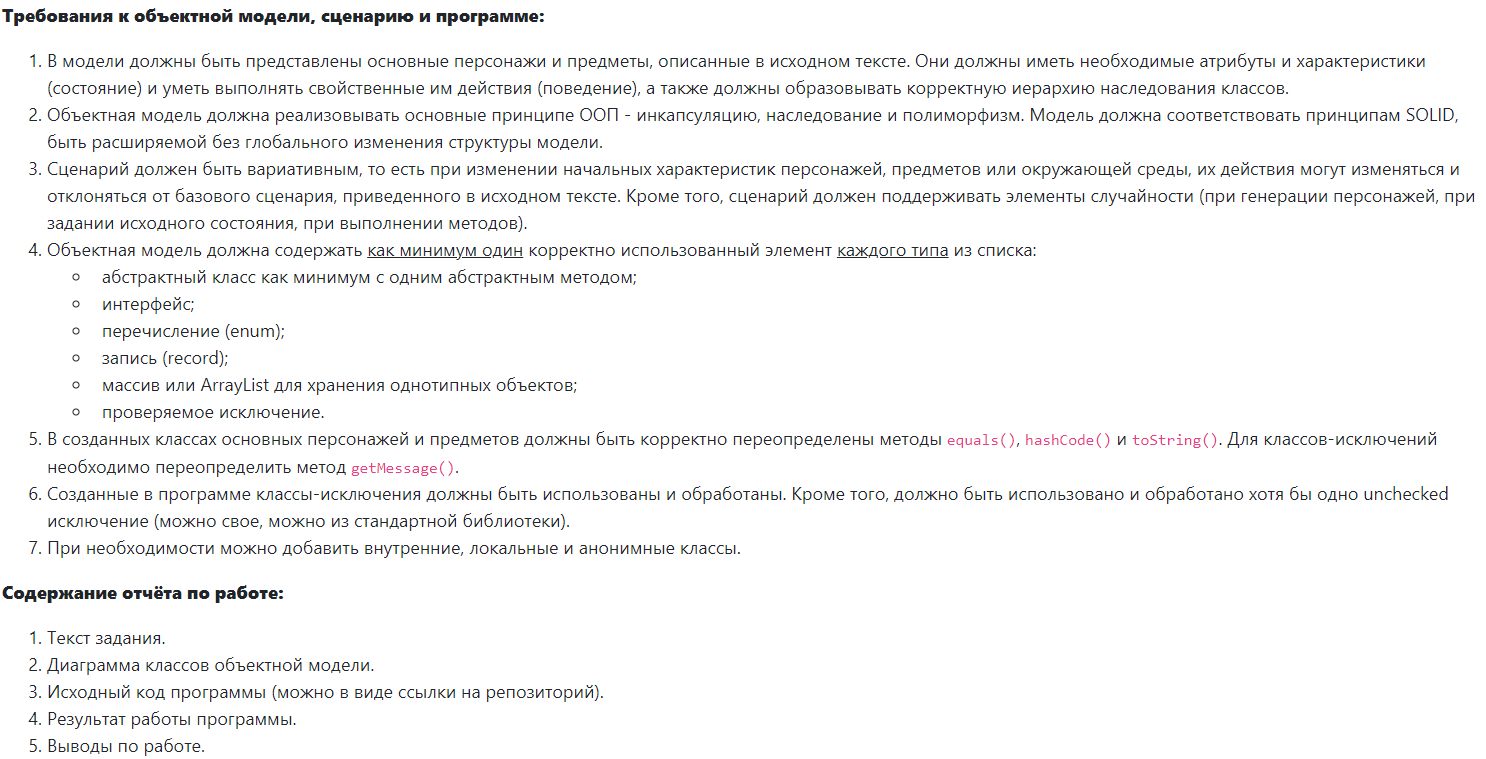 Требования к объектной модели, сценарию и программе:
1. В модели должны быть представлены основные персонажи и предметы, описанные в исходном тексте. Они должны иметь необходимые атрибуты и характеристики
(состояние) и уметь выполнять свойственные им действия (поведение), а также должны образовывать корректную иерархию наследования классов.
2. Объектная модель должна реализовывать основные принципе ООП - инкапсуляцию, наследование и полиморфизм. Модель должна соответствовать принципам SOLID,
быть расширяемой без глобального изменения структуры модели.
3. Сценарий должен быть вариативным, то есть при изменении начальных характеристик персонажей, предметов или окружающей среды, их действия могут изменяться и
отклоняться от базового сценария, приведенного в исходном тексте. Кроме того, сценарий должен поддерживать элементы случайности (при генерации персонажей, при
задании исходного состояния, при выполнении методов).
4. Объектная модель должна содержать как минимум один корректно использованный элемент каждого типа из списка:
◦ абстрактный класс как минимум с одним абстрактным методом;
◦ интерфейс;
◦ перечисление (enum);
◦ запись (record);
◦ массив или ArrayList для хранения однотипных объектов;
◦ проверяемое исключение.
5. В созданных классах основных персонажей и предметов должны быть корректно переопределены методы equals(), hashCode() и toString(). Для классов-исключений
необходимо переопределить метод getMessage().
6. Созданные в программе классы-исключения должны быть использованы и обработаны. Кроме того, должно быть использовано и обработано хотя бы одно unchecked
исключение (можно свое, можно из стандартной библиотеки).
7. При необходимости можно добавить внутренние, локальные и анонимные классы.
Содержание отчёта по работе:
1. Текст задания.
2. Диаграмма классов объектной модели.
3. Исходный код программы (можно в виде ссылки на репозиторий).
4. Результат работы программы.
5. Выводы по работе.